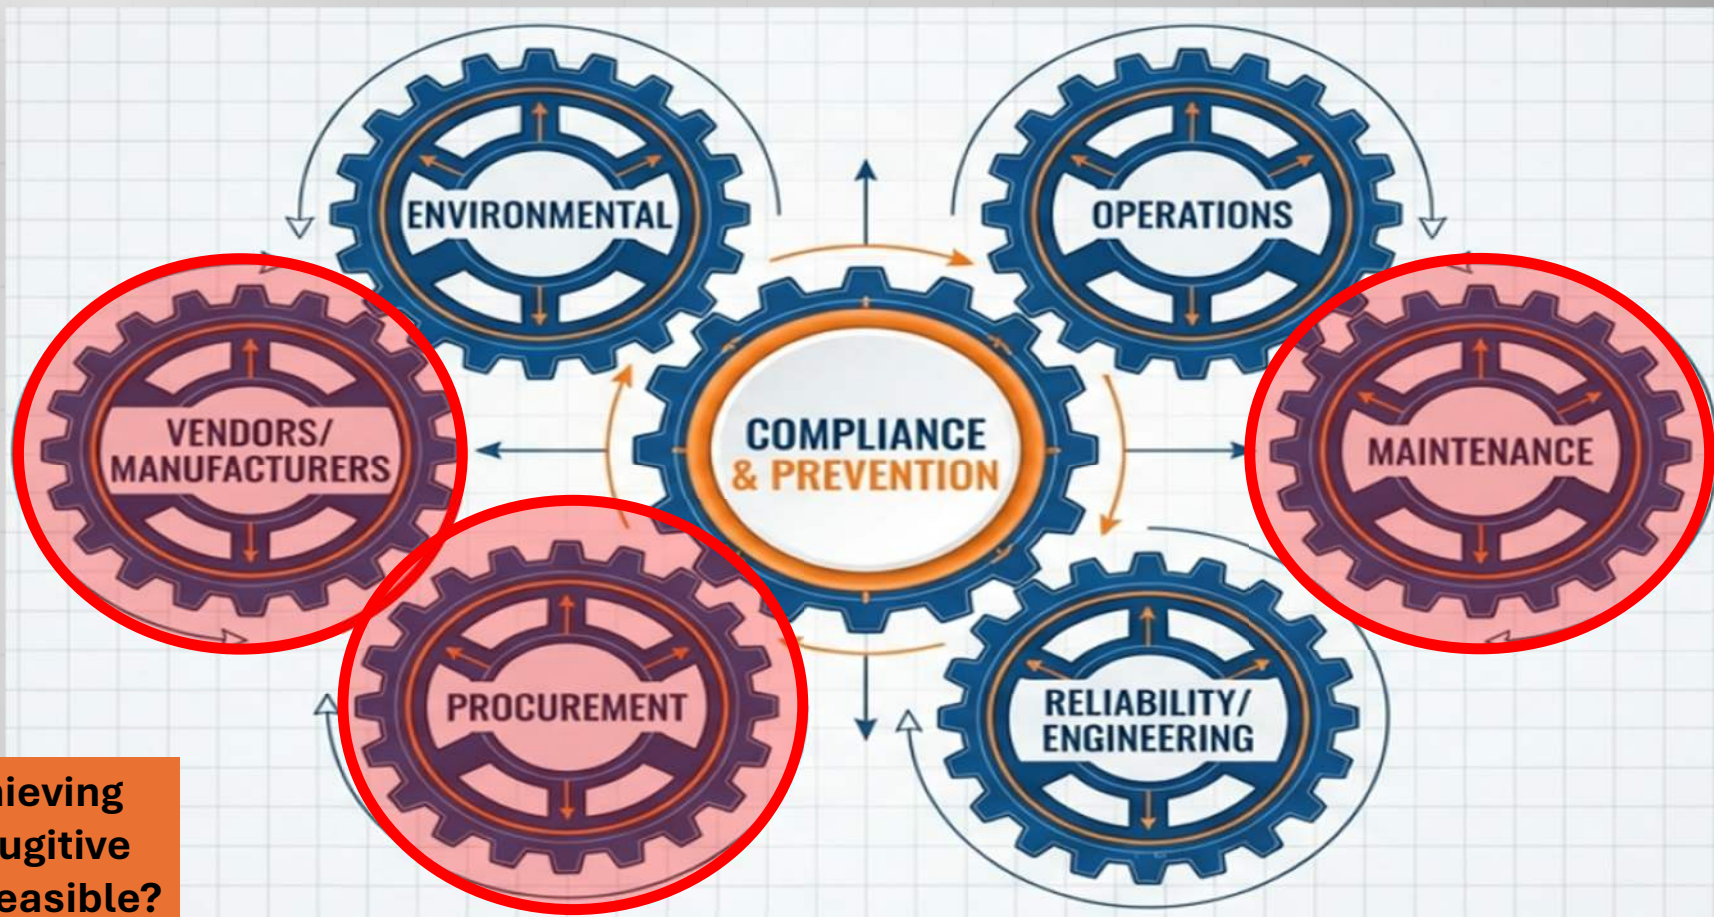 ENVIRONMENTAL
OPERATIONS
VENDORS/
MANUFACTURERS
COMPLIANCE
& PREVENTION
MAINTENANCE
PROCUREMENT
RELIABILITY/
ENGINEERING
ieving
ugitive
easible?